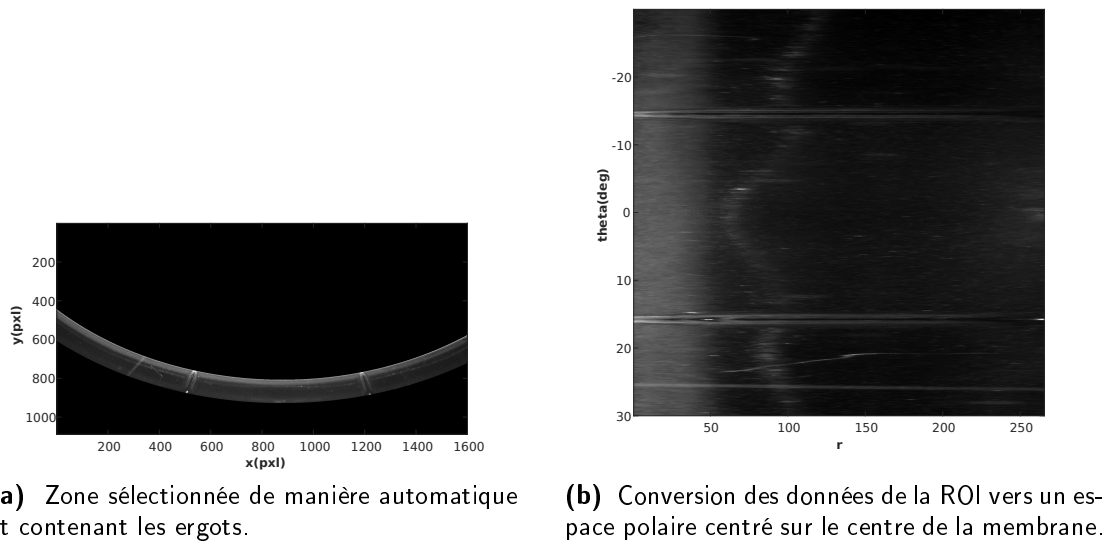 200
400
600
800
1000
y(pxl)
200 400 600 800 1000 1200 1400 1600
x(pxl)
-20
-10
0
10
20
30
theta(deg)
50 100 150 200 250
r
a) Zone sélectionnée de manière automatique
t contenant les ergots.
(b) Conversion des données de la ROI vers un es-
pace polaire centré sur le centre de la membrane.